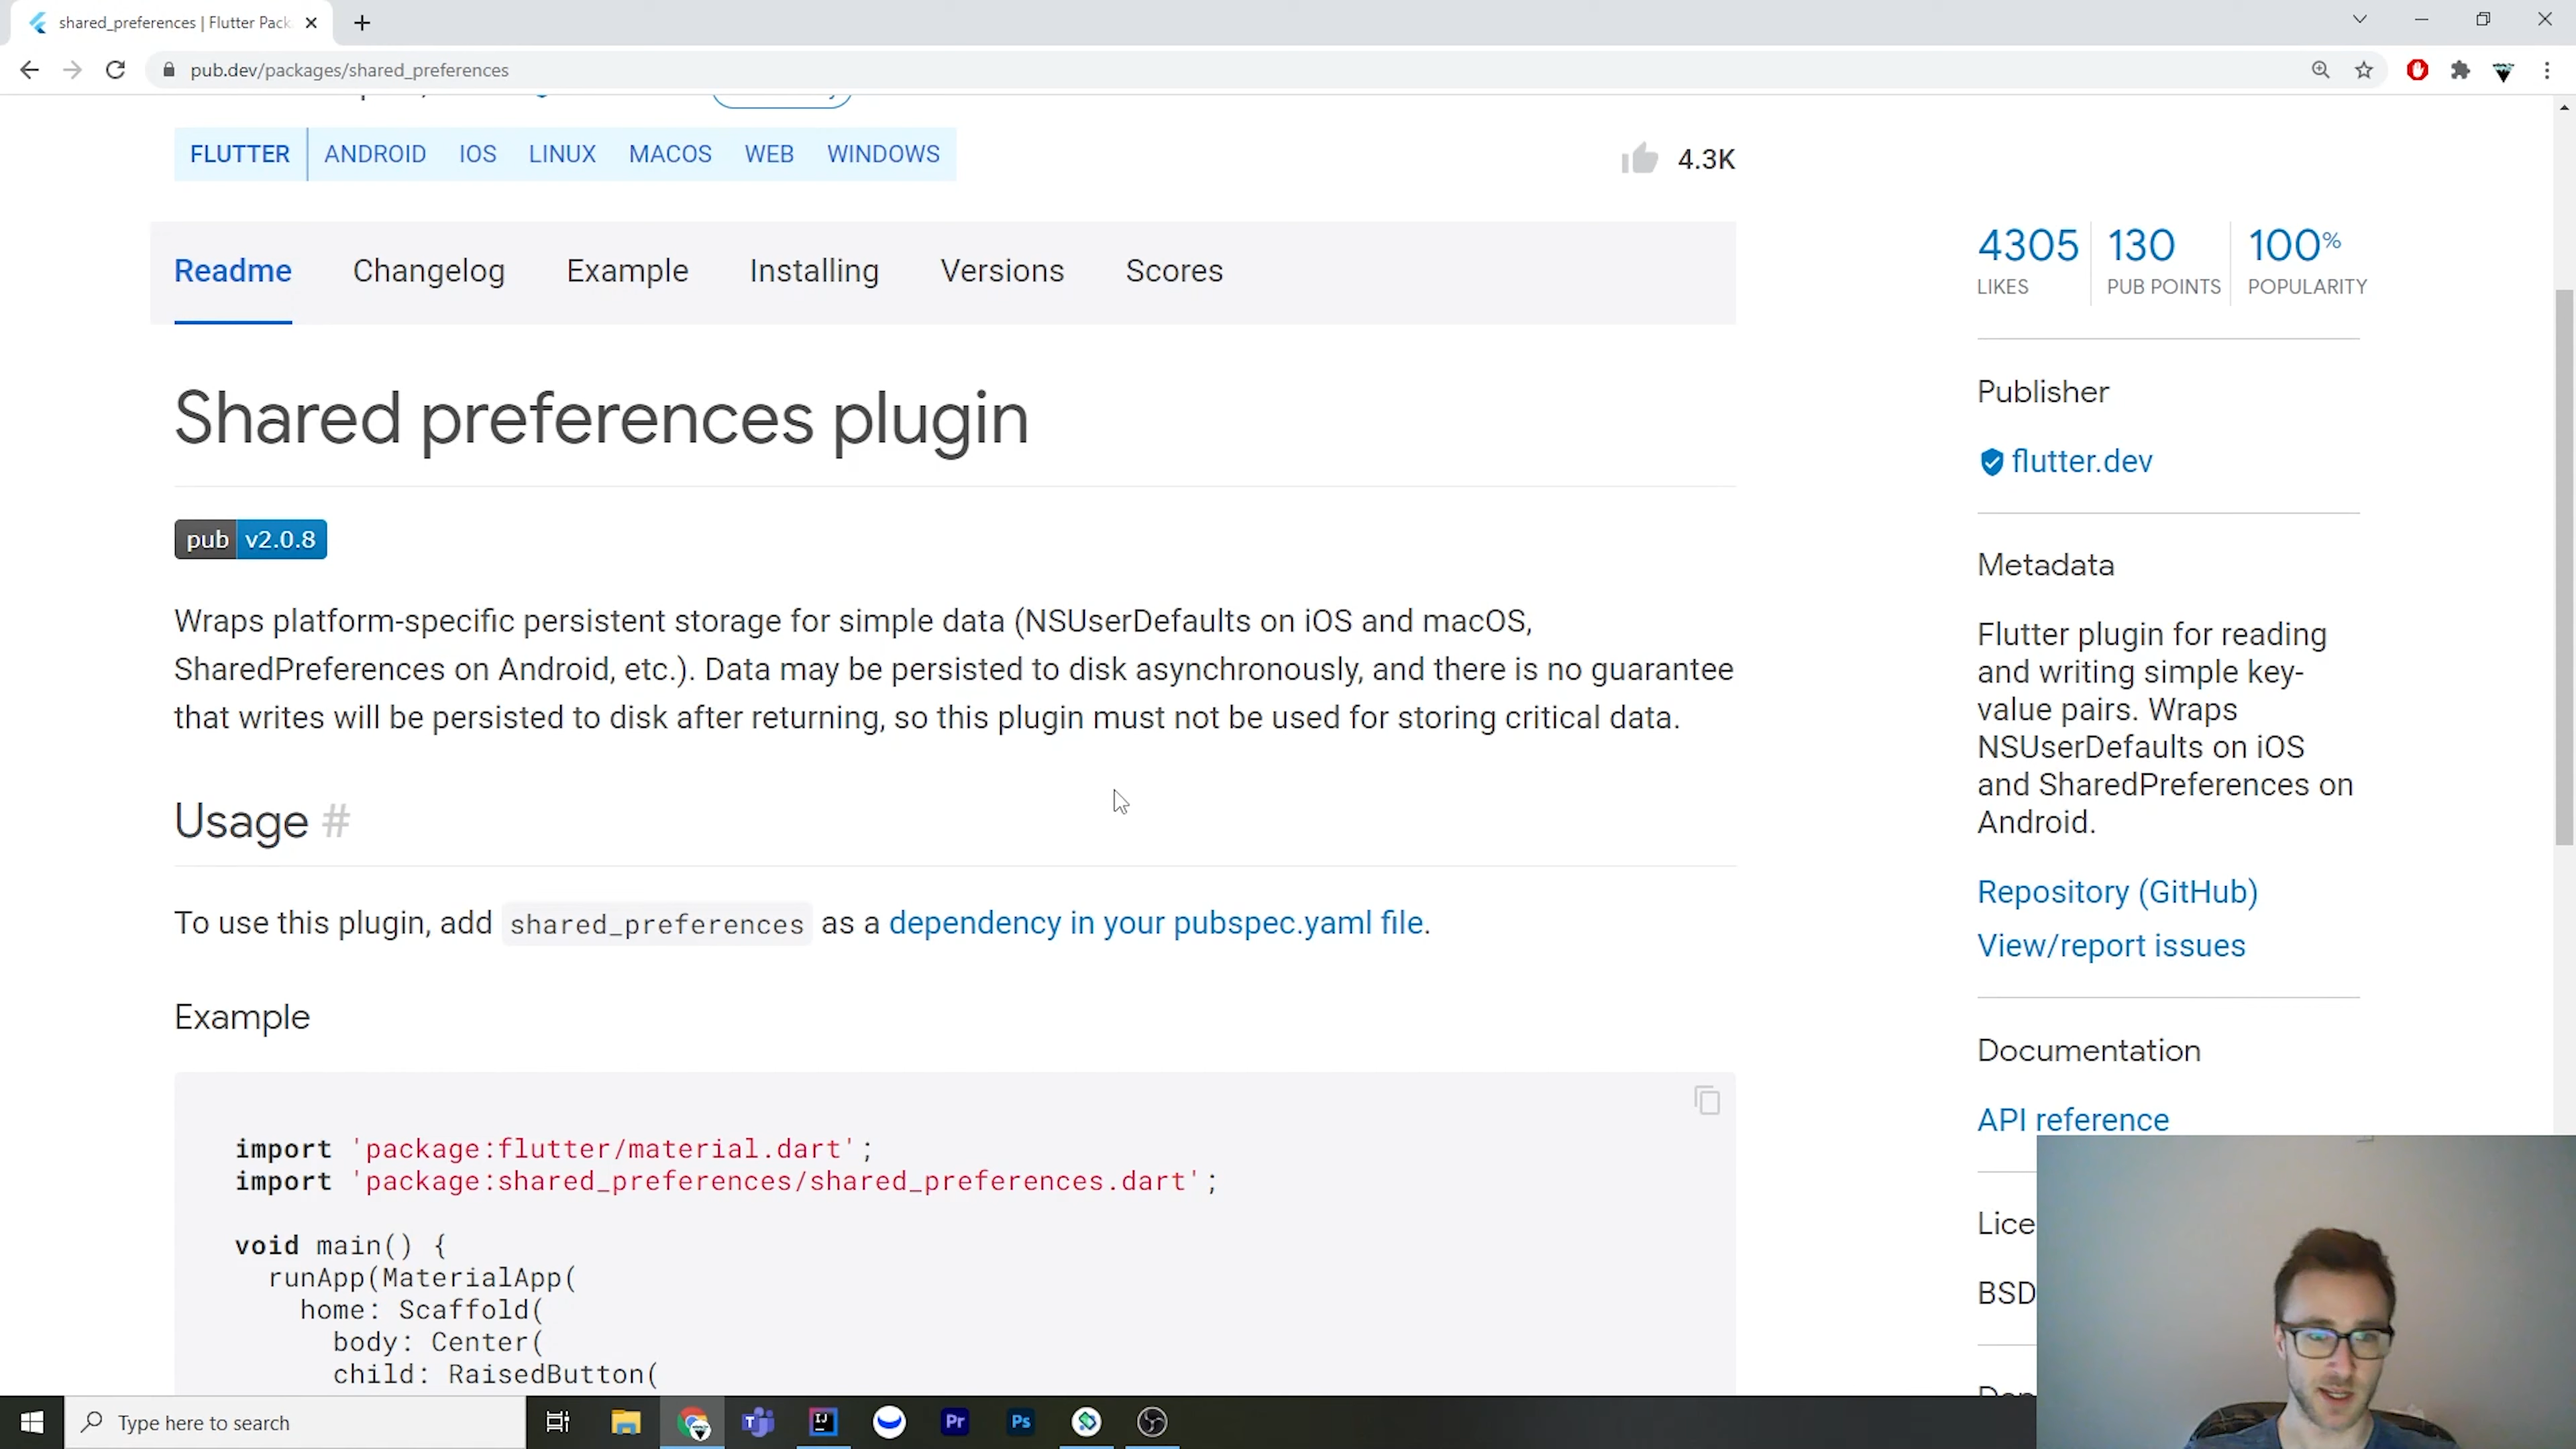 shared_preferences | Flutter Pack
pub.dev/packages/shared_preferences
FLUTTER ANDROID IOS LINUX MACOS WEB WINDOWS
4.3K
Readme Changelog Example Installing Versions Scores
4305 130 100%
LIKES PUB POINTS POPULARITY
Shared preferences plugin
pub v2.0.8
Wraps platform-specific persistent storage for simple data (NSUserDefaults on iOS and macOS,
SharedPreferences on Android, etc.). Data may be persisted to disk asynchronously, and there is no guarantee
that writes will be persisted to disk after returning, so this plugin must not be used for storing critical data.
Usage #
To use this plugin, add shared_preferences as a dependency in your pubspec.yaml file.
Example
import 'package:flutter/material.dart';
import 'package:shared_preferences/shared_preferences.dart';
void main() {
runApp(MaterialApp(
home: Scaffold(
body: Center(
child: RaisedButton(
Publisher
flutter.dev
Metadata
Flutter plugin for reading
and writing simple key-
value pairs. Wraps
NSUserDefaults on iOS
and SharedPreferences on
Android.
Repository (GitHub)
View/report issues
Documentation
API reference
Lice
BSD
Type here to search
T
IJ
Pr
Ps